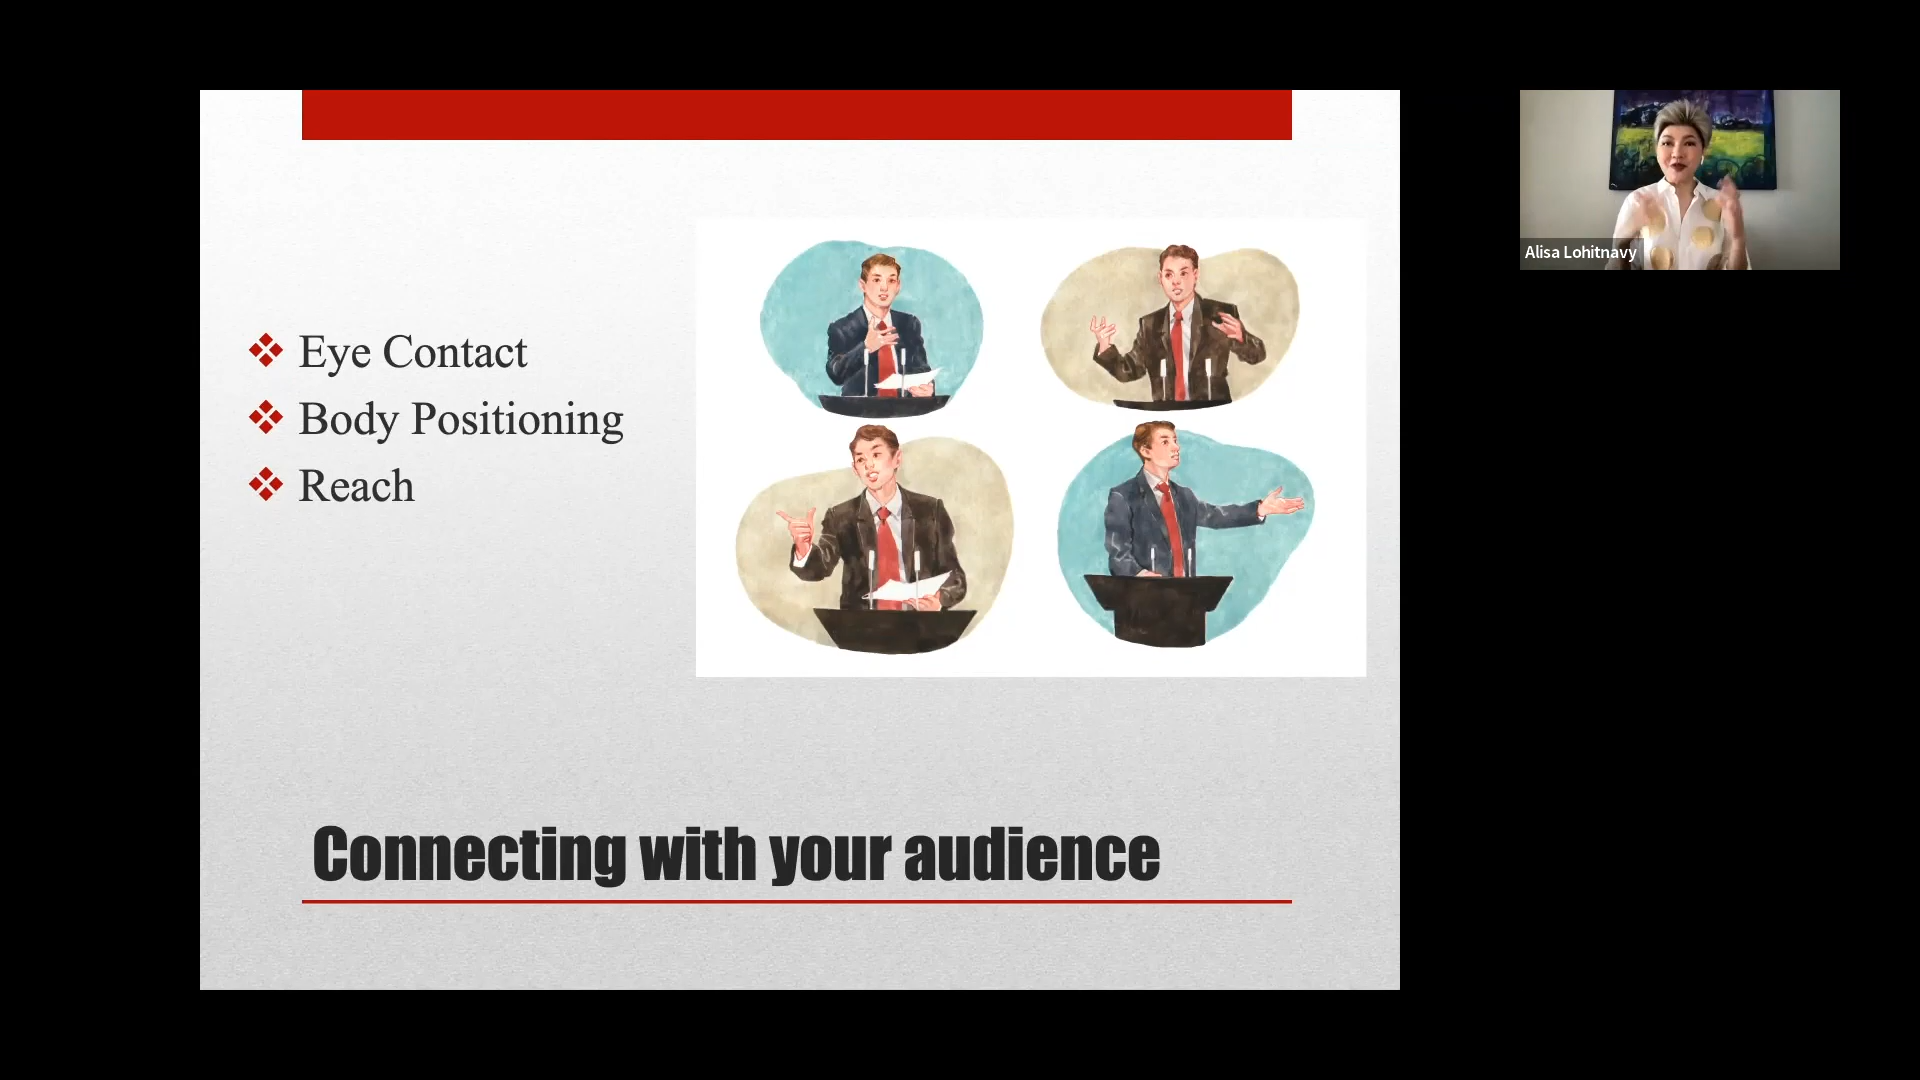 Eye Contact
Body Positioning
Reach
Connecting with your audience
Alisa Lohitnavy